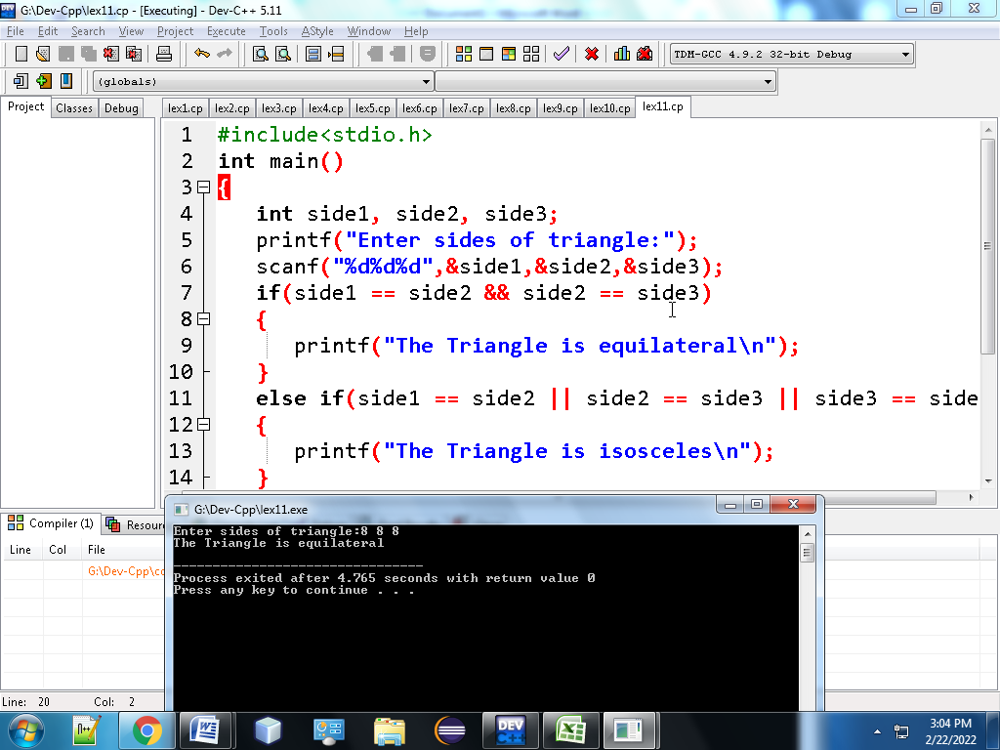 G:\Dev-Cpp\lex11.cp - [Executing] - Dev-C++ 5.11
File Edit Search View Project Execute Tools AStyle Window Help
TDM-GCC 4.9.2 32-bit Debug
(globals)
Project Classes Debug
lex1.cp lex2.cp lex3.cp lex4.cp lex5.cp lex6.cp lex7.cp lex8.cp lex9.cp lex10.cp lex11.cp
1 #include<stdio.h>
2 int main()
3 {
4 int side1, side2, side3;
5 printf("Enter sides of triangle:");
6 scanf("%d%d%d",&side1,&side2,&side3);
7 if(side1 == side2 && side2 == side3)
8 {
9 printf("The Triangle is equilateral\n");
10 }
11 else if(side1 == side2 || side2 == side3 || side3 == side
12 {
13 printf("The Triangle is isosceles\n");
14 }
Compiler (1) Resour
Line Col File
G:\Dev-Cpp\co
G:\Dev-Cpp\lex11.exe
Enter sides of triangle:8 8 8
The Triangle is equilateral
--------------------------------
Process exited after 4.765 seconds with return value 0
Press any key to continue . . .
Line: 20 Col: 2
n++
W
DEV
C++
3:04 PM
2/22/2022